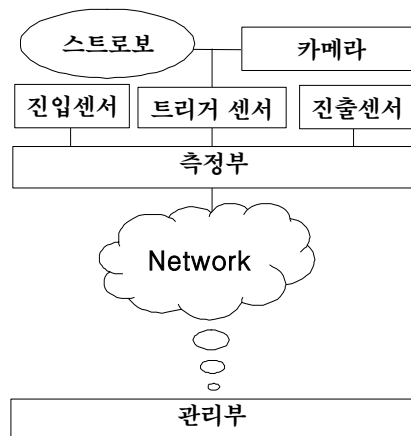 스트로보
카메라
진입센서
트리거 센서
진출센서
측정부
Network
관리부